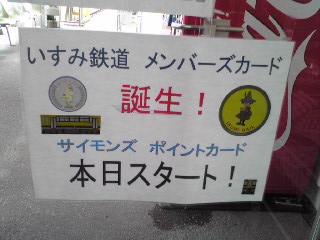 いすみ鉄道 メンバーズカード
誕生！
サイモンズ ポイントカード
本日スタート！